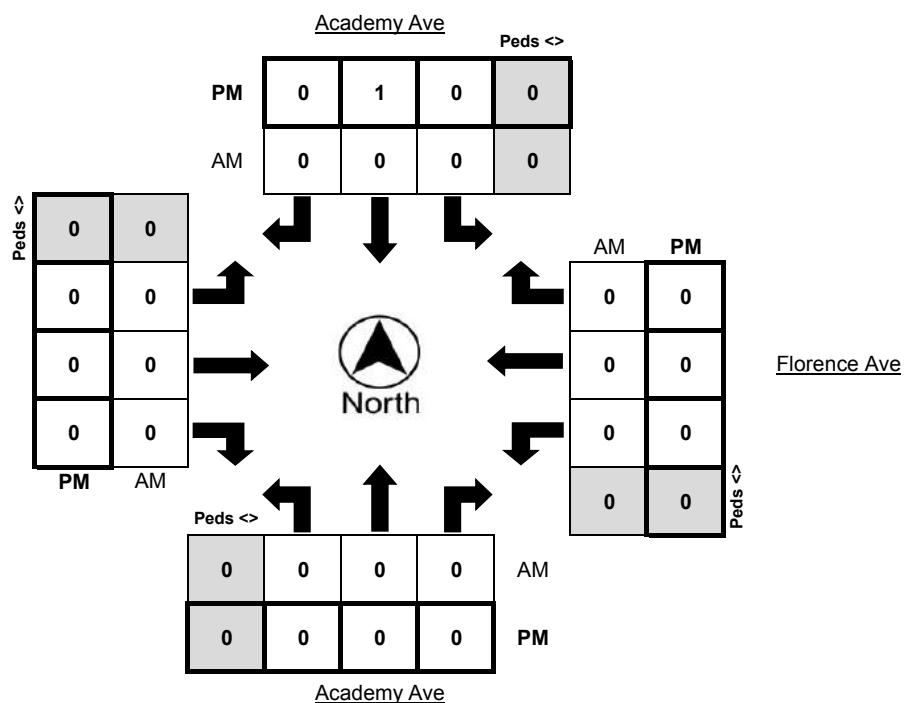 Academy Ave
Peds <>
PM 0 1 0 0
AM 0 0 0 0
Peds <>
0 0
0 0
0 0
0 0
PM AM
North
AM PM
0 0
0 0
0 0
0 0
Peds <>
Florence Ave
Peds <>
0 0 0 0 AM
0 0 0 0 PM
Academy Ave